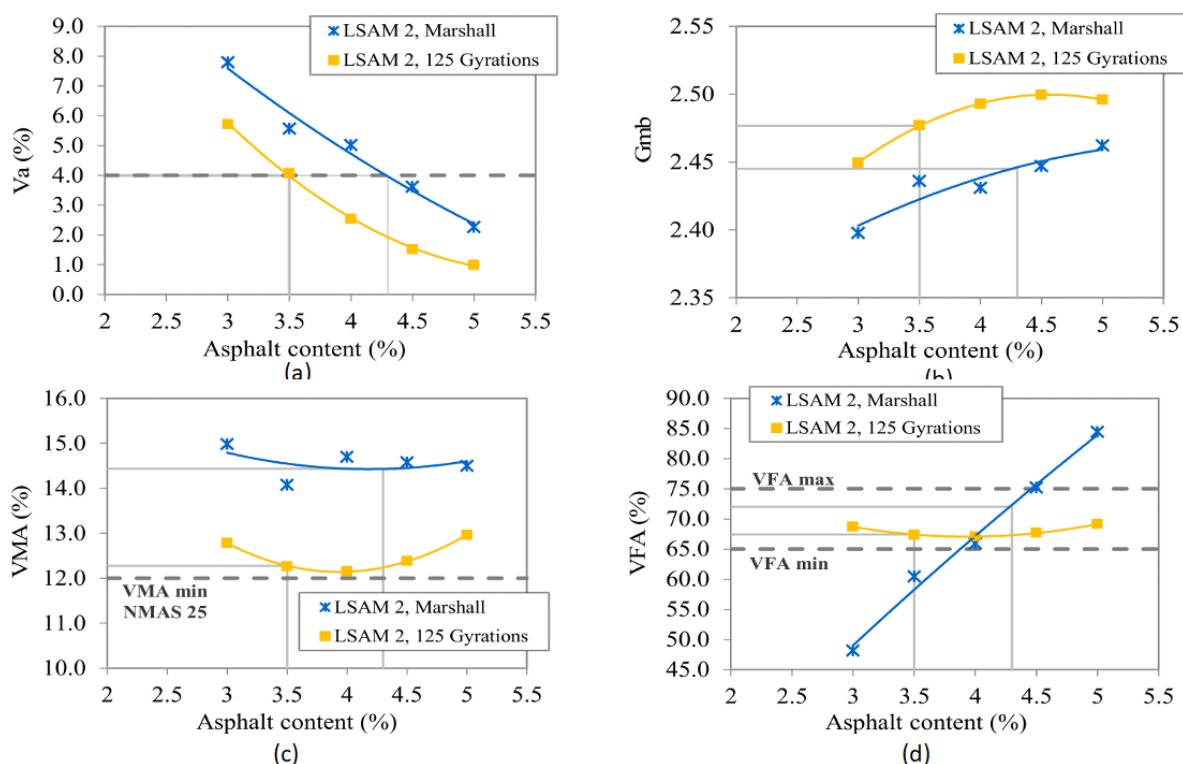 9.0
8.0
7.0
6.0
5.0
4.0
3.0
2.0
1.0
0.0
Va (%)
LSAM 2, Marshall
LSAM 2, 125 Gyrations
2 2.5 3 3.5 4 4.5 5 5.5
Asphalt content (%)
(a)
2.55
2.50
2.45
2.40
2.35
Gmb
LSAM 2, Marshall
LSAM 2, 125 Gyrations
2 2.5 3 3.5 4 4.5 5 5.5
Asphalt content (%)
(b)
16.0
15.0
14.0
13.0
12.0
11.0
10.0
VMA (%)
VMA min
NMAS 25
LSAM 2, Marshall
LSAM 2, 125 Gyrations
2 2.5 3 3.5 4 4.5 5 5.5
Asphalt content (%)
(c)
90.0
85.0
80.0
75.0
70.0
65.0
60.0
55.0
50.0
45.0
VFA (%)
LSAM 2, Marshall
LSAM 2, 125 Gyrations
VFA max
VFA min
2 2.5 3 3.5 4 4.5 5 5.5
Asphalt content (%)
(d)